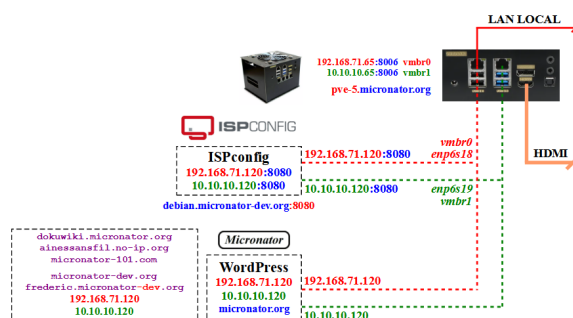 LAN LOCAL
192.168.71.65:8006 vmbr0
10.10.10.65:8006 vmbr1
pve-5.micronator.org
ISPCONFIG
vmbr0
ISPconfig
192.168.71.120:8080
enp6s18
HDMI
192.168.71.120:8080
10.10.10.120:8080
10.10.10.120:8080
enp6s19
debian.micronator-dev.org:8080
vmbr1
dokuwiki.micronator.org
ainessansfil.no-ip.org
micronator-101.com
micronator-dev.org
frederic.micronator-dev.org
192.168.71.120
10.10.10.120
Micronator
WordPress
192.168.71.120
192.168.71.120
10.10.10.120
micronator.org
10.10.10.120